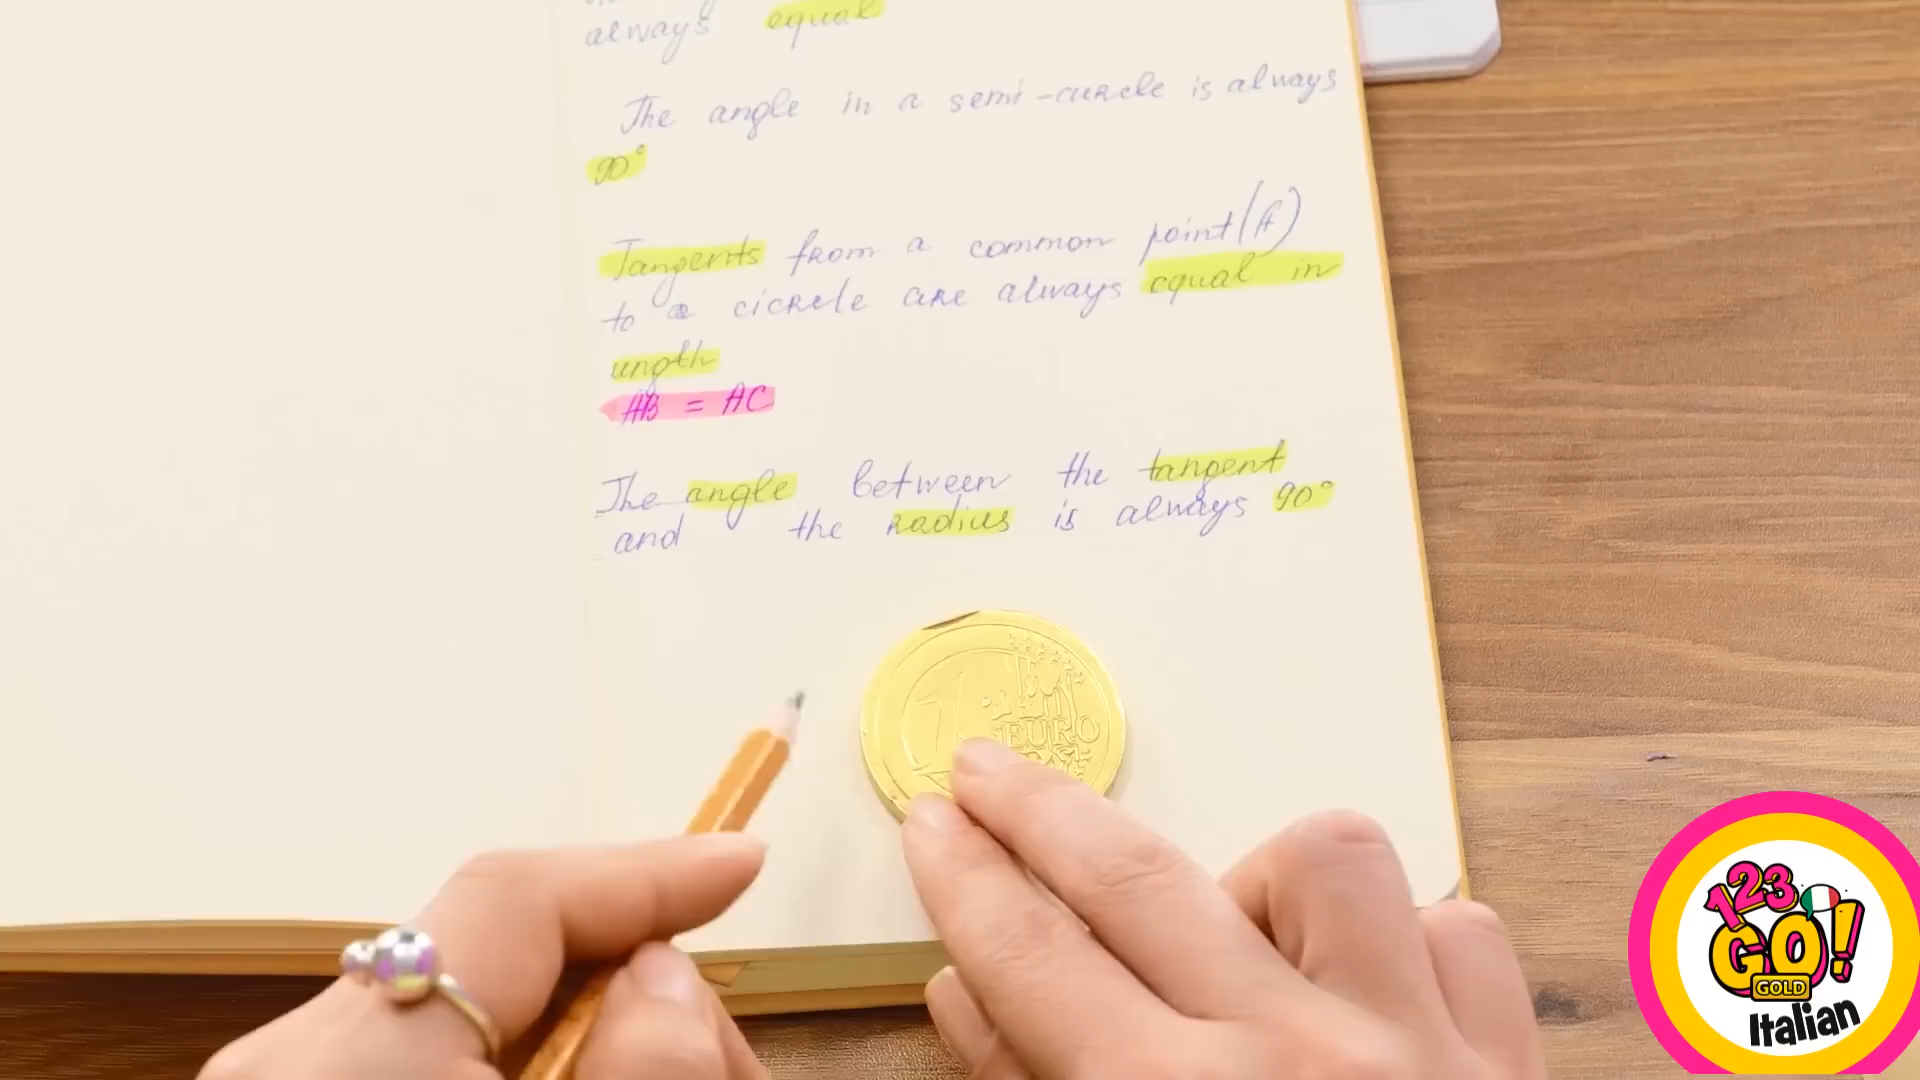 always equal
The angle in a semi-circle is always
90°
Tangents from a common point (A)
to a cicrcle are always equal in
length
AB = AC
The angle between the tangent
and the radius is always 90°
1 EURO
123
GO!
GOLD
Italian